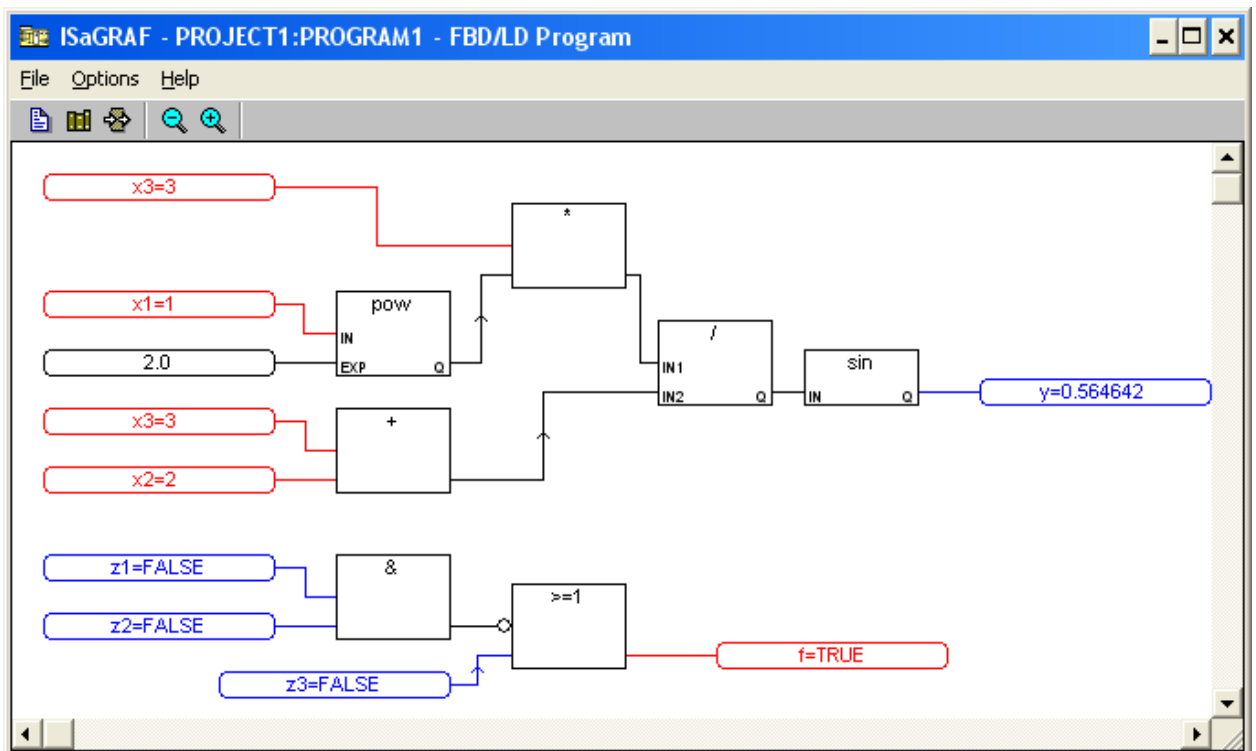 ISaGRAF - PROJECT1:PROGRAM1 - FBD/LD Program
File Options Help
x3=3
*
x1=1
pow
IN
2.0
EXP Q
/
IN1
IN2 Q
sin
IN Q
y=0.564642
x3=3
+
x2=2
z1=FALSE
&
z2=FALSE
>=1
f=TRUE
z3=FALSE